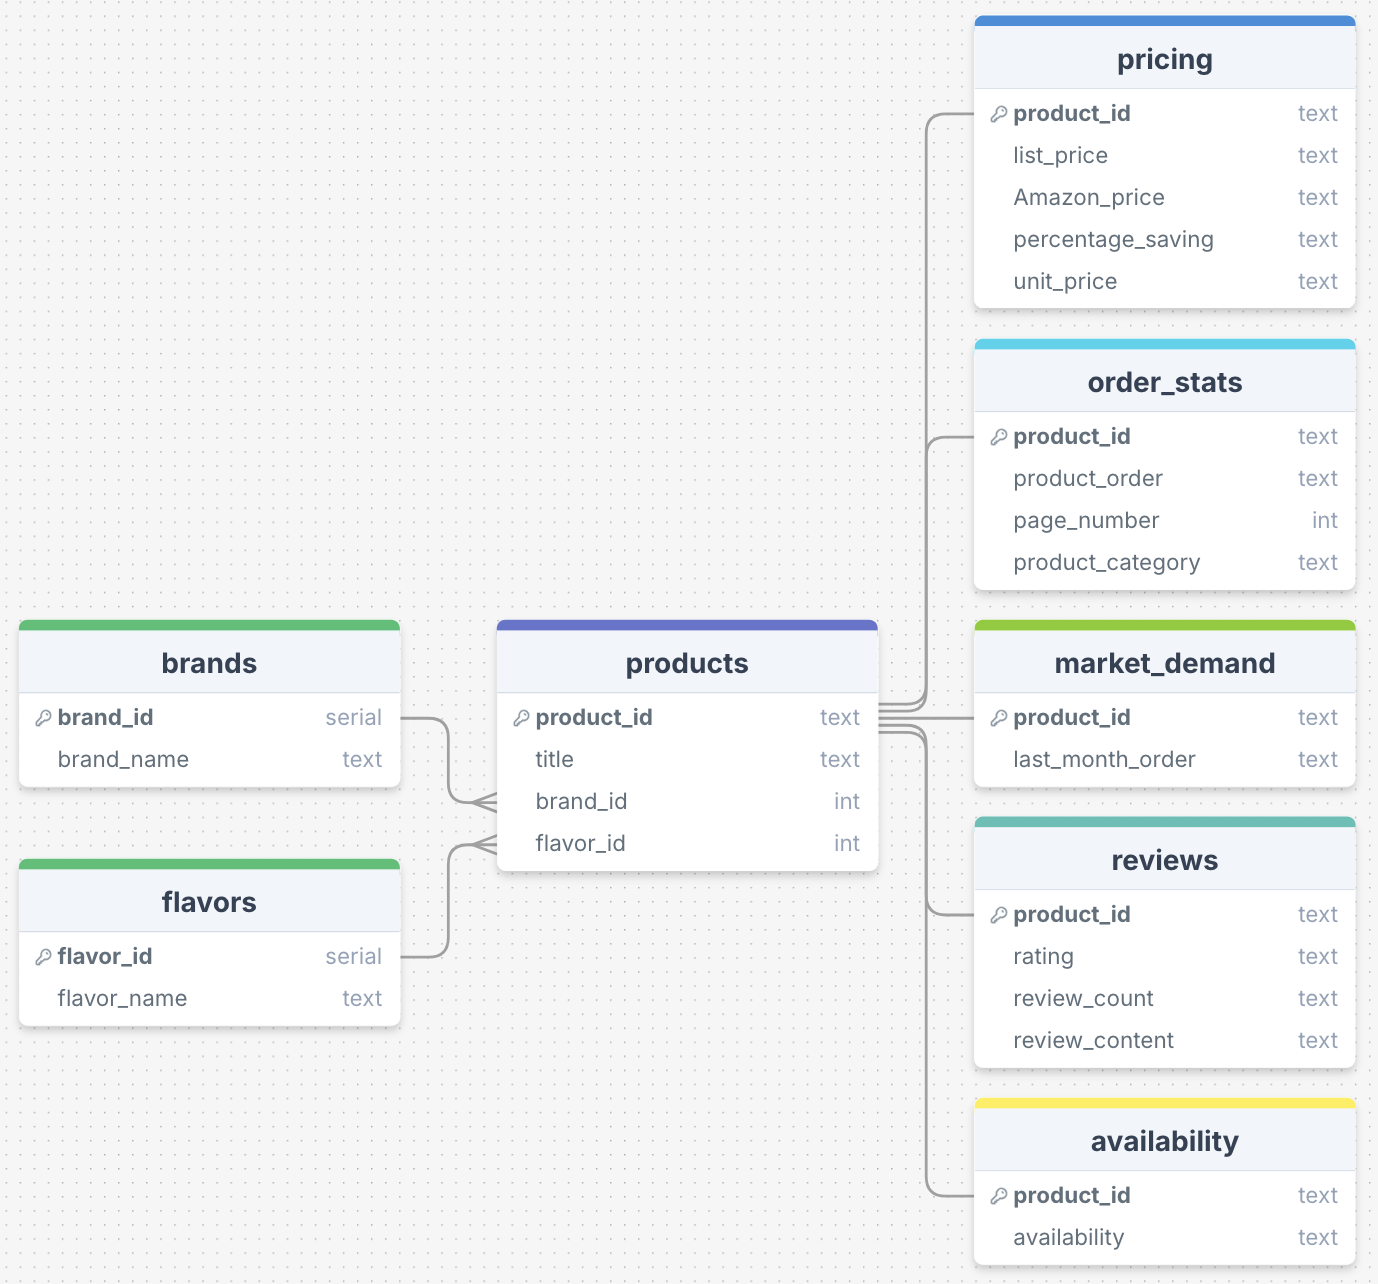 pricing
product_id text
list_price text
Amazon_price text
percentage_saving text
unit_price text
order_stats
product_id text
product_order text
page_number int
product_category text
brands
brand_id serial
brand_name text
products
product_id text
title text
brand_id int
flavor_id int
market_demand
product_id text
last_month_order text
flavors
flavor_id serial
flavor_name text
reviews
product_id text
rating text
review_count text
review_content text
availability
product_id text
availability text